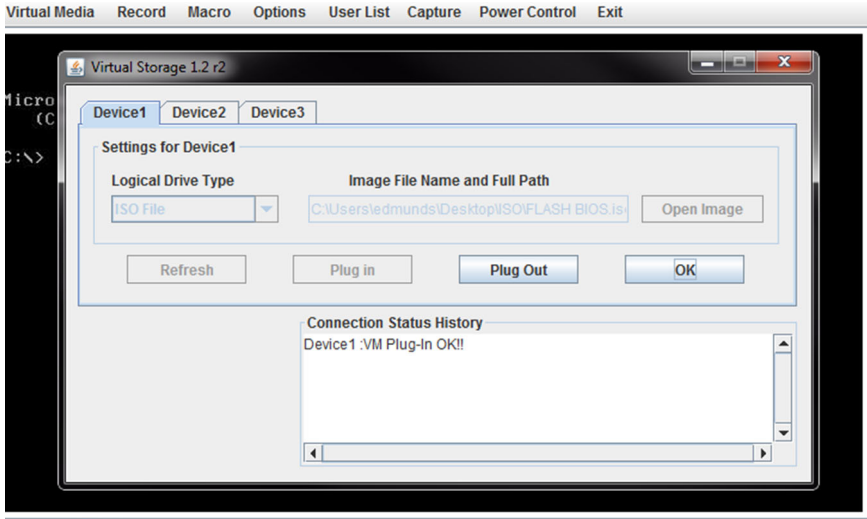 Virtual Media Record Macro Options User List Capture Power Control Exit
Virtual Storage 1.2 r2
Micro
(C
C:\>
Device1 Device2 Device3
Settings for Device1
Logical Drive Type Image File Name and Full Path
ISO File C:\Users\edmunds\Desktop\ISO\FLASH BIOS.is Open Image
Refresh Plug in Plug Out OK
Connection Status History
Device1 :VM Plug-In OK!!